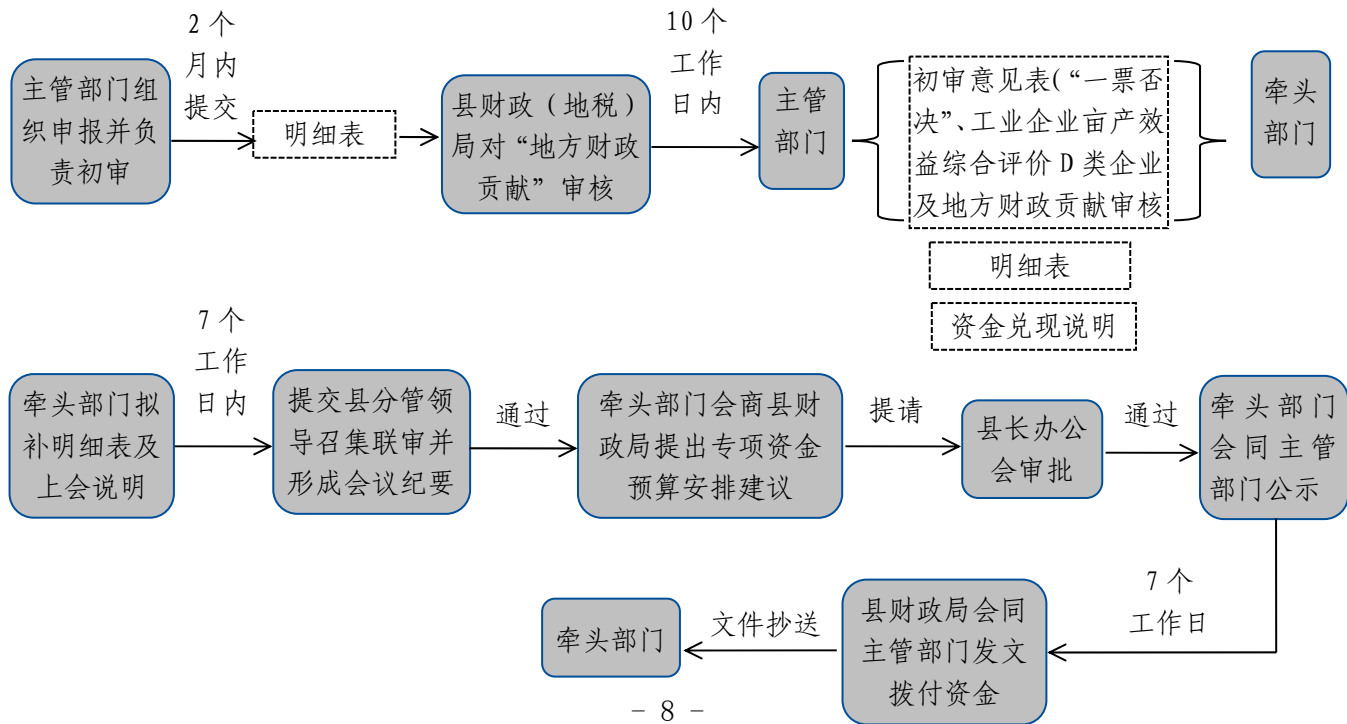 2 个
月内
提交
10 个
工作
日内
主管部门组
织申报并负
责初审
明细表
县财政（地税）
局对“地方财政
贡献” 审核
主管
部门
初审意见表(“一票否
决”、工业企业亩产效
益综合评价 D 类企业
及地方财政贡献审核
牵头
部门
明细表
资金兑现说明
7 个
工作
日内
牵头部门拟
补明细表及
上会说明
提交县分管领
导召集联审并
形成会议纪要
通过
牵头部门会商县财
政局提出专项资金
预算安排建议
提请
县长办公
会审批
通过
牵头部门
会同主管
部门公示
7 个
工作日
县财政局会同
主管部门发文
拨付资金
文件抄送
牵头部门
- 8 -